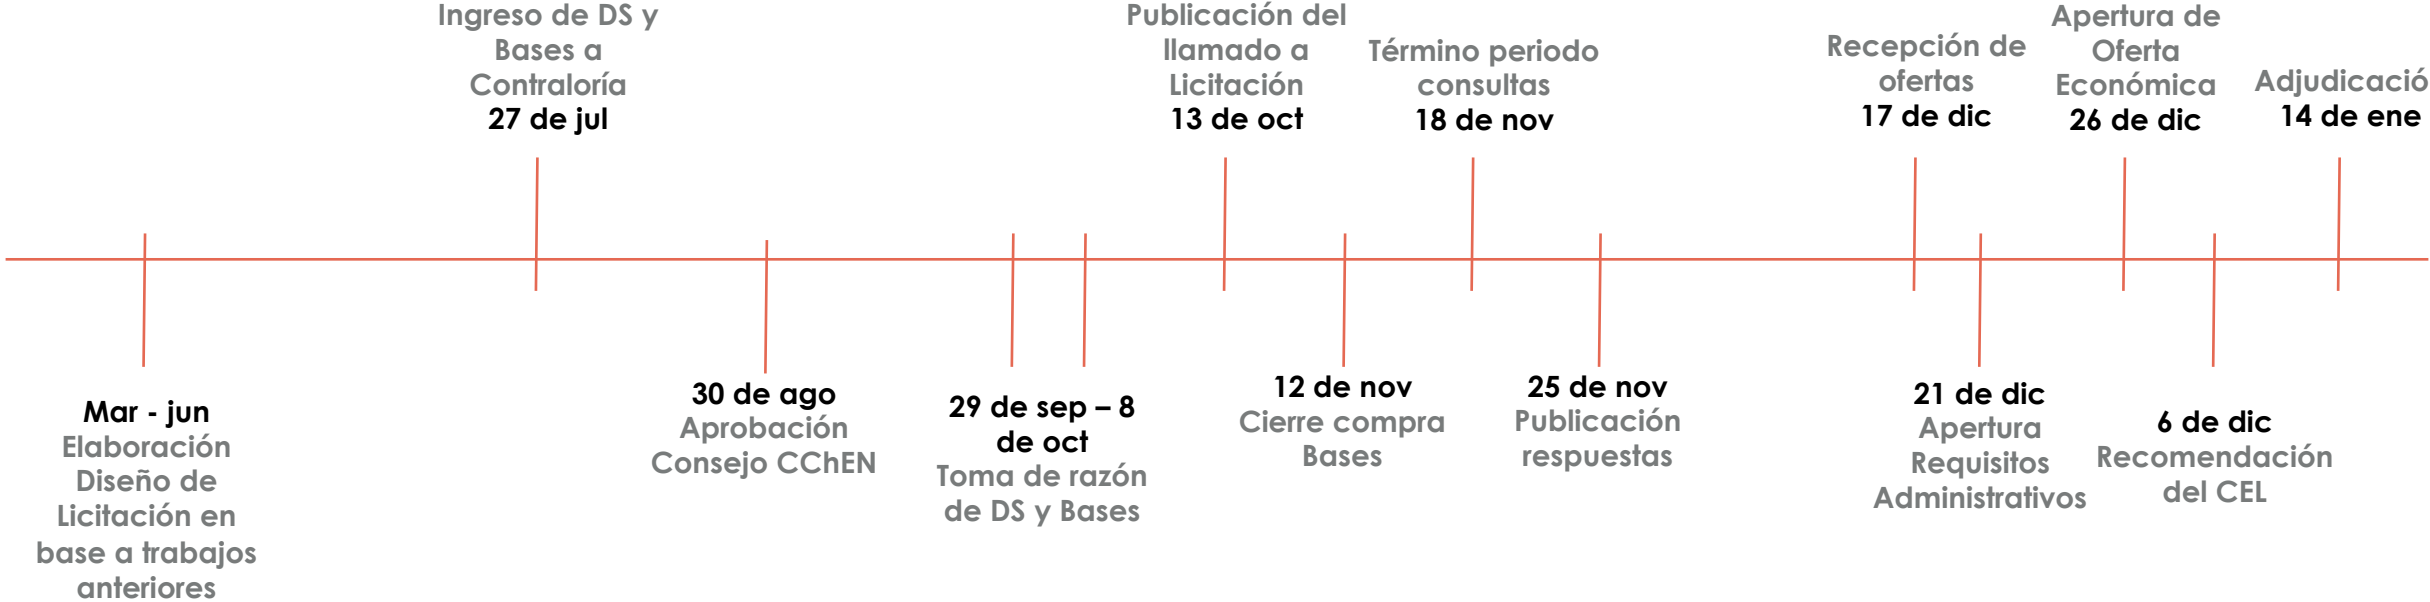 Ingreso de DS y
Bases a
Contraloría
27 de jul
Publicación del
llamado a
Licitación
13 de oct
Término periodo
consultas
18 de nov
Recepción de
ofertas
17 de dic
Apertura de
Oferta
Económica
26 de dic
Adjudicació
14 de ene
Mar - jun
Elaboración
Diseño de
Licitación en
base a trabajos
anteriores
30 de ago
Aprobación
Consejo CChEN
29 de sep – 8
de oct
Toma de razón
de DS y Bases
12 de nov
Cierre compra
Bases
25 de nov
Publicación
respuestas
21 de dic
Apertura
Requisitos
Administrativos
6 de dic
Recomendación
del CEL